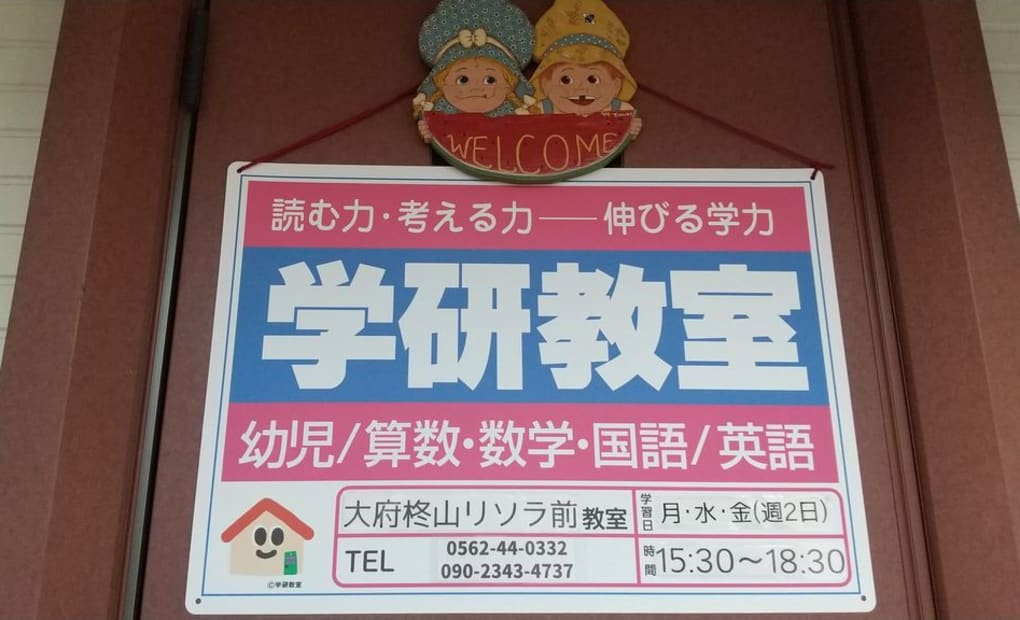 WELCOME
読む力・考える力──伸びる学力
学研教室
幼児/算数・数学・国語/英語
大府柊山リソラ前教室
学習日 月・水・金(週2日)
TEL 0562-44-0332
090-2343-4737
時間 15:30〜18:30
©学研教室